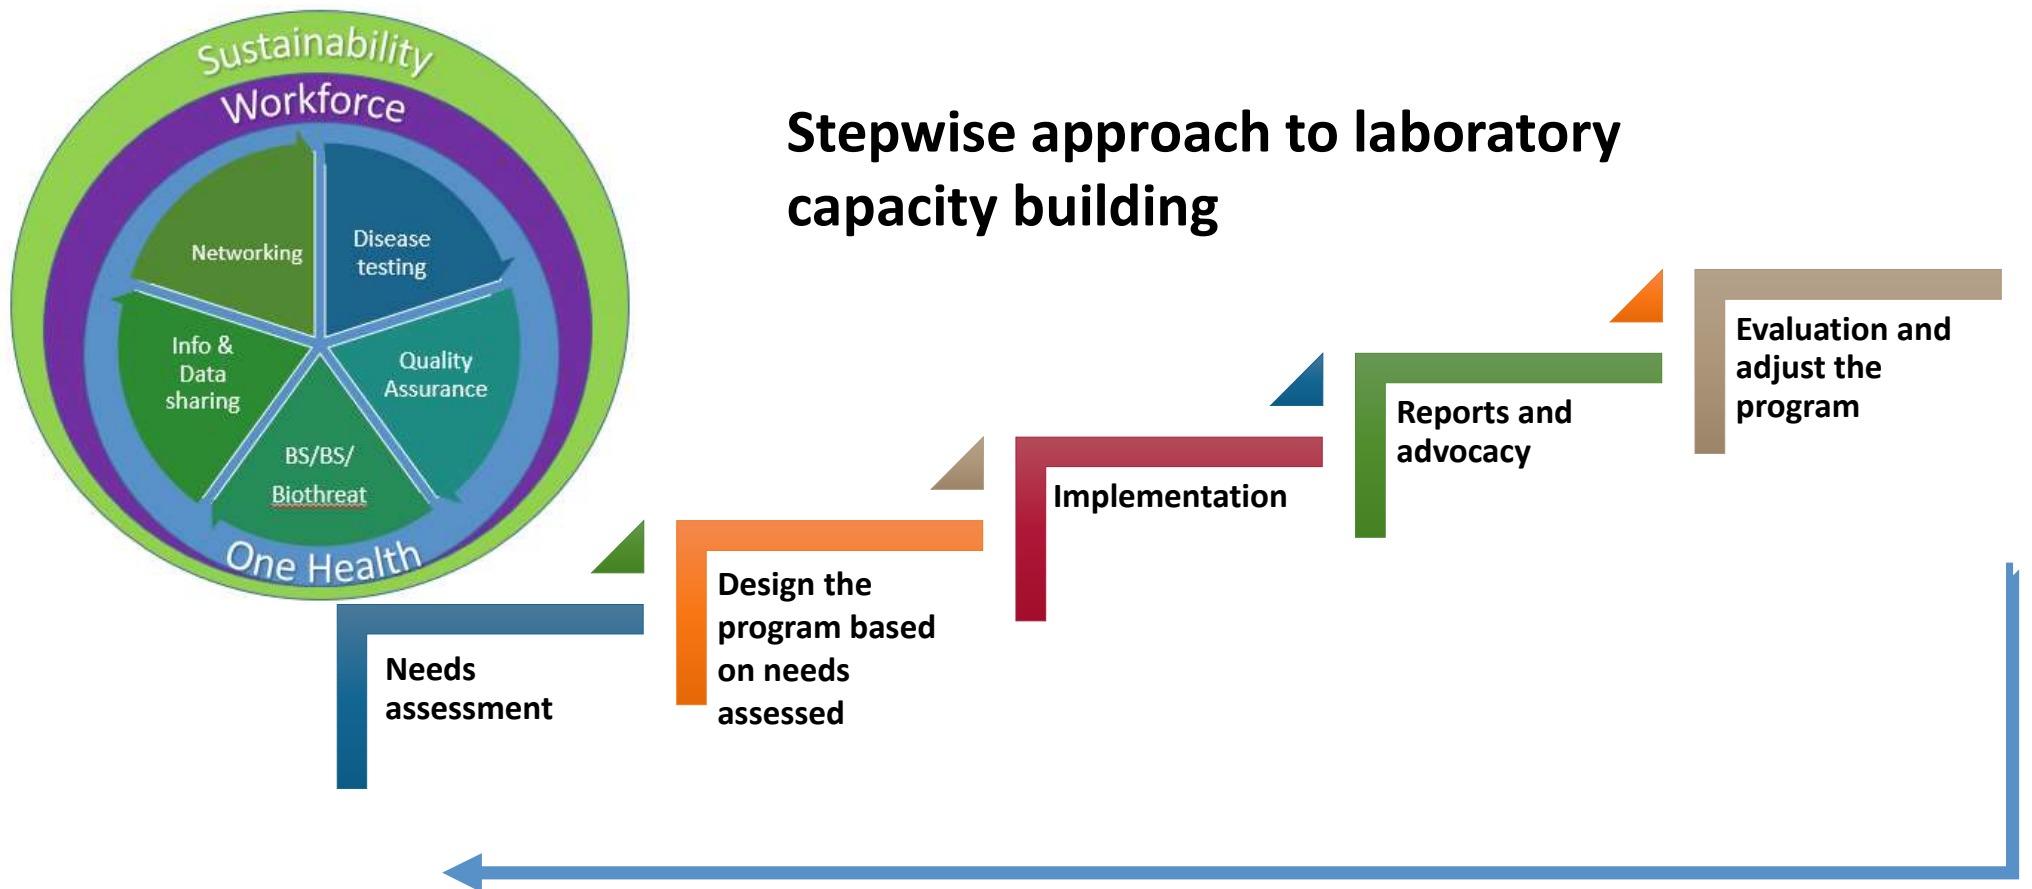 Sustainability
Workforce
Networking
Disease
testing
Info &
Data
sharing
Quality
Assurance
BS/BS/
Biothreat
One Health
Stepwise approach to laboratory
capacity building
Needs
assessment
Design the
program based
on needs
assessed
Implementation
Reports and
advocacy
Evaluation and
adjust the
program